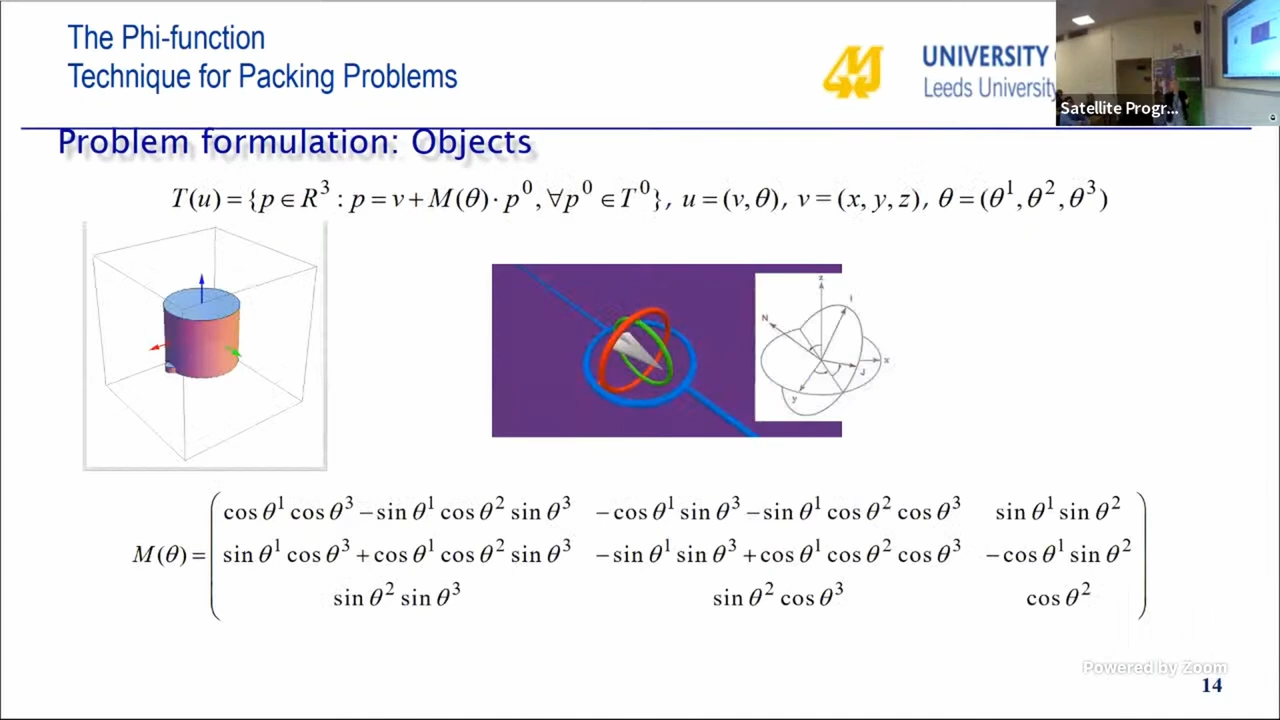 The Phi-function
Technique for Packing Problems
UNIVERSITY
Leeds University
Satellite Progr...
Problem formulation: Objects
T(u) = {p ∈ R³ : p = v + M(θ) · p⁰, ∀p⁰ ∈ T⁰}, u = (v, θ), v = (x, y, z), θ = (θ¹, θ², θ³)
z
I
N
x
J
y
cos θ¹ cos θ³ − sin θ¹ cos θ² sin θ³ − cos θ¹ sin θ³ − sin θ¹ cos θ² cos θ³ sin θ¹ sin θ²
M(θ) = sin θ¹ cos θ³ + cos θ¹ cos θ² sin θ³ − sin θ¹ sin θ³ + cos θ¹ cos θ² cos θ³ − cos θ¹ sin θ²
sin θ² sin θ³ sin θ² cos θ³ cos θ²
Powered by Zoom
14